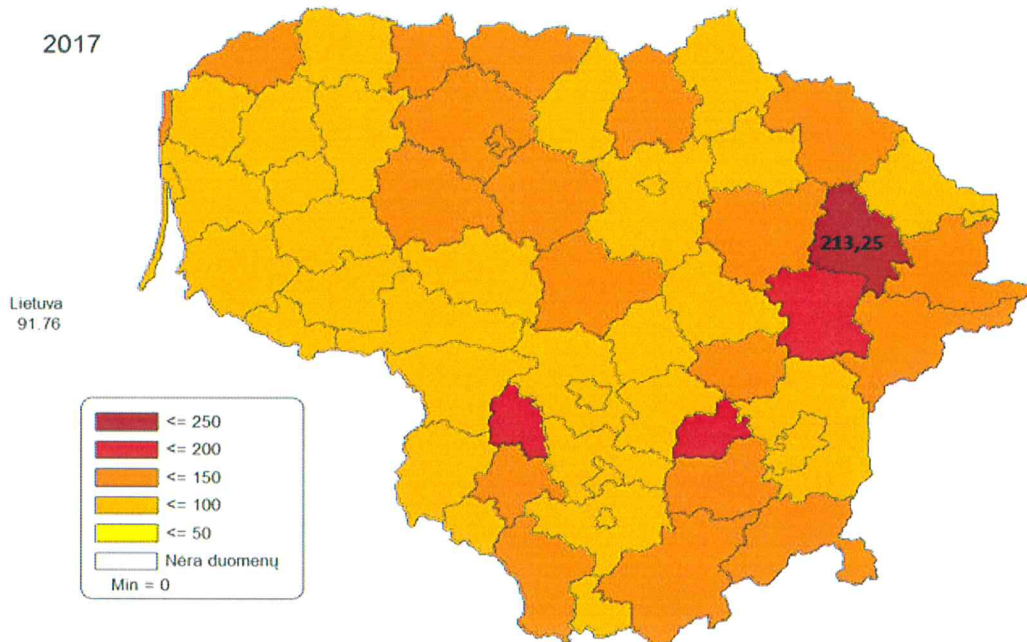 2017
213,25
Lietuva
91.76
<= 250
<= 200
<= 150
<= 100
<= 50
Nėra duomenų
Min = 0